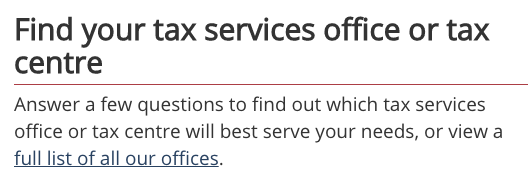 Find your tax services office or tax
centre
Answer a few questions to find out which tax services
office or tax centre will best serve your needs, or view a
full list of all our offices.